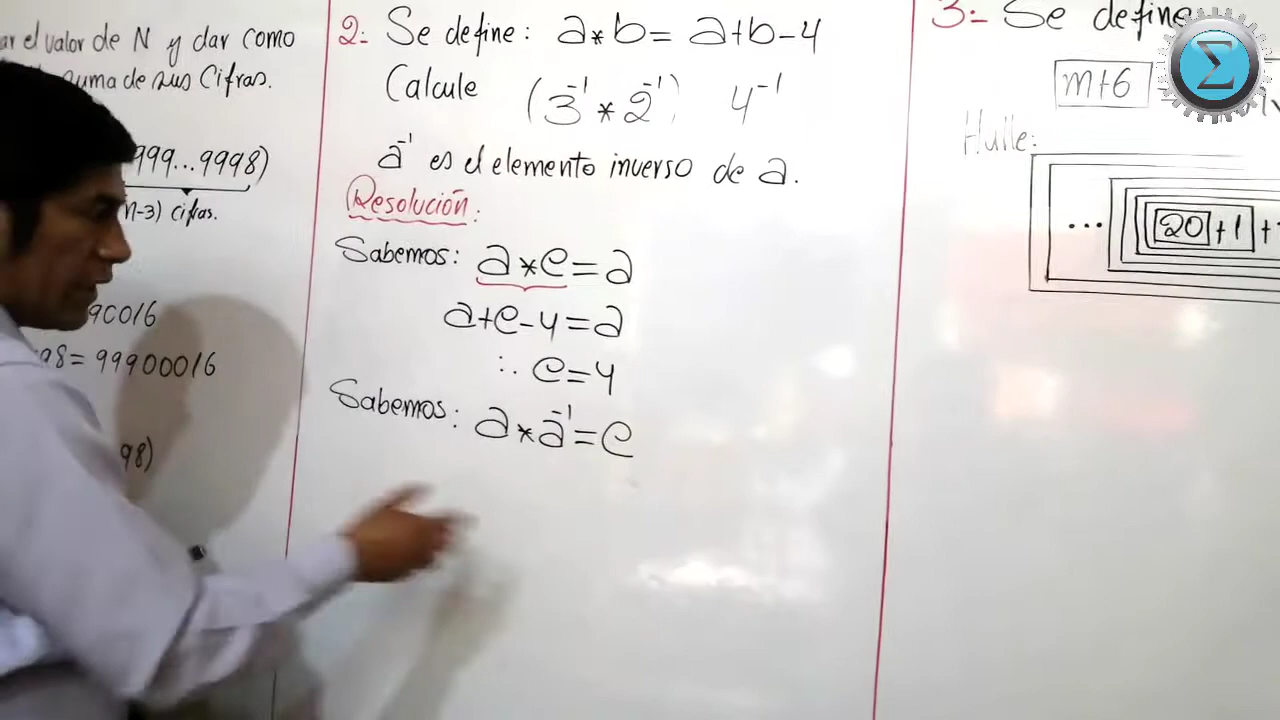 ar el valor de N y dar como
suma de sus Cifras.
999...9998)
n-3) cifras.
90016
98 = 99900016
98)
2.- Se define: a*b = a+b-4
Calcule (3⁻¹ * 2⁻¹) 4⁻¹
a⁻¹ es el elemento inverso de a.
Resolución:
Sabemos: a*e=a
a+e-4=a
∴ e=4
Sabemos: a*a⁻¹=e
3.- Se define
m+6
Halle:
... 20 +1 +
Σ